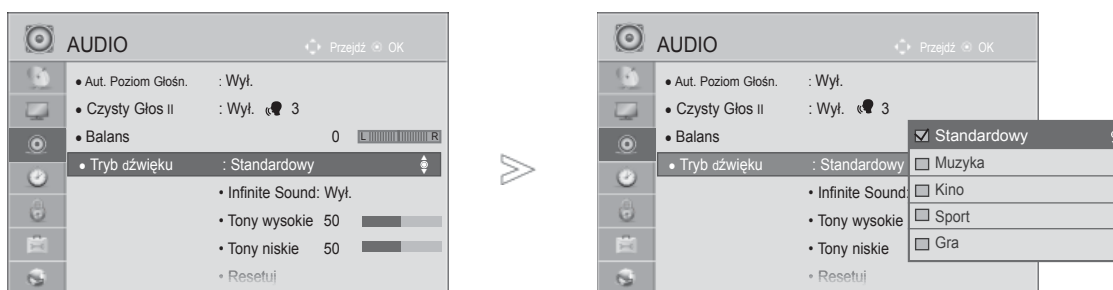 AUDIO
Przejdź OK
• Aut. Poziom Głośn. : Wył.
• Czysty Głos II : Wył. 3
• Balans 0 L R
• Tryb dźwięku : Standardowy
• Infinite Sound: Wył.
• Tony wysokie 50
• Tony niskie 50
• Resetuj
AUDIO
Przejdź OK
• Aut. Poziom Głośn. : Wył.
• Czysty Głos II : Wył. 3
• Balans
• Tryb dźwięku : Standardowy
• Infinite Sound:
• Tony wysokie
• Tony niskie
• Resetuj
Standardowy
Muzyka
Kino
Sport
Gra